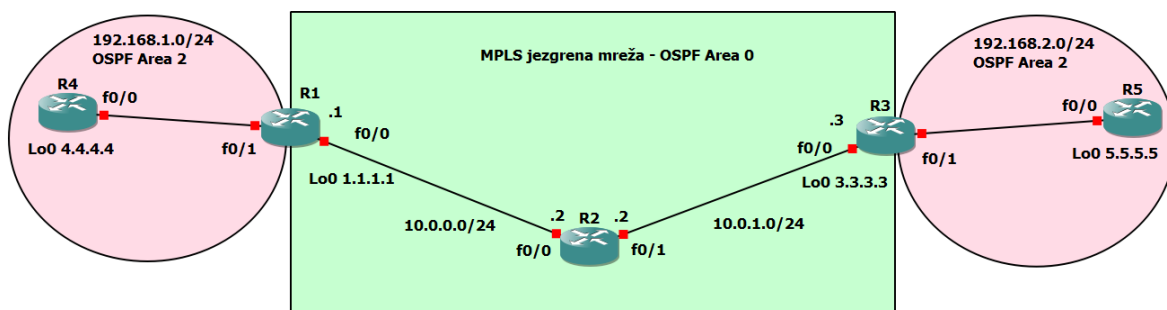 192.168.1.0/24
OSPF Area 2
R4
f0/0
Lo0 4.4.4.4
f0/1
R1
.1
f0/0
Lo0 1.1.1.1
MPLS jezgrena mreža - OSPF Area 0
10.0.0.0/24
.2
R2
.2
f0/0
f0/1
10.0.1.0/24
R3
.3
f0/0
Lo0 3.3.3.3
f0/1
192.168.2.0/24
OSPF Area 2
R5
f0/0
Lo0 5.5.5.5